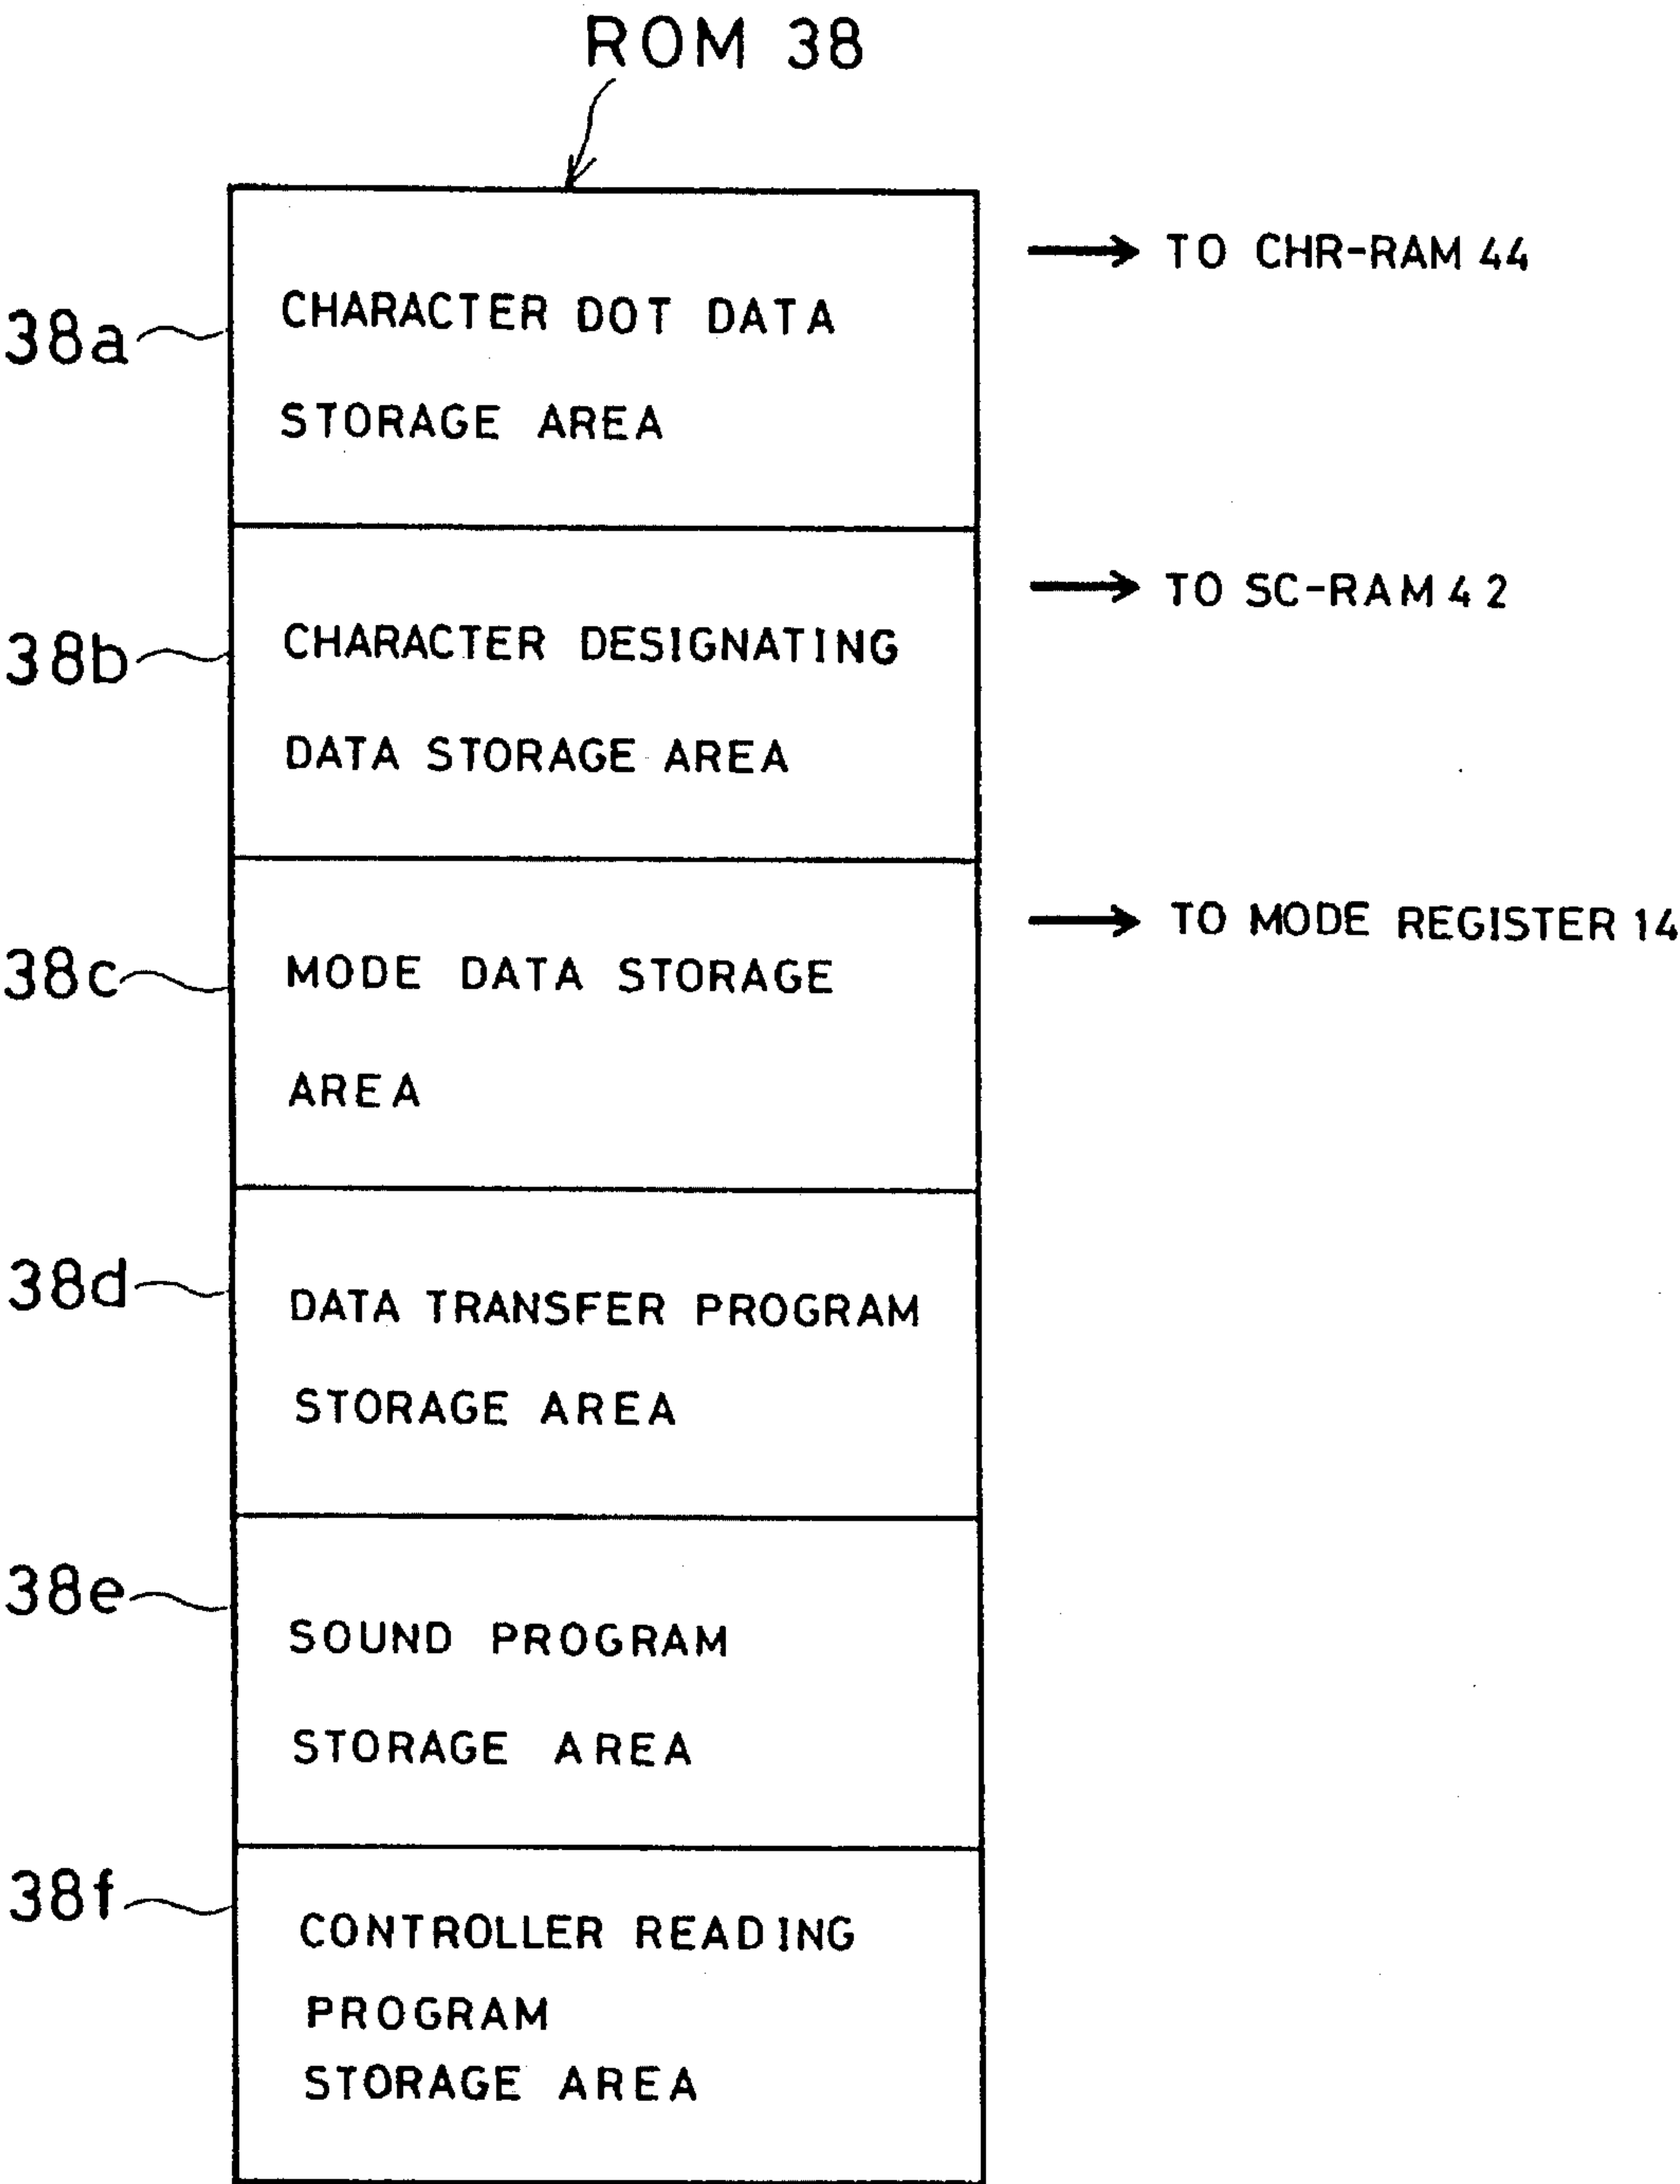 ROM 38
38a
CHARACTER DOT DATA
STORAGE AREA
→ TO CHR-RAM 44
38b
CHARACTER DESIGNATING
DATA STORAGE AREA
→ TO SC-RAM 42
38c
MODE DATA STORAGE
AREA
→ TO MODE REGISTER 14
38d
DATA TRANSFER PROGRAM
STORAGE AREA
38e
SOUND PROGRAM
STORAGE AREA
38f
CONTROLLER READING
PROGRAM
STORAGE AREA